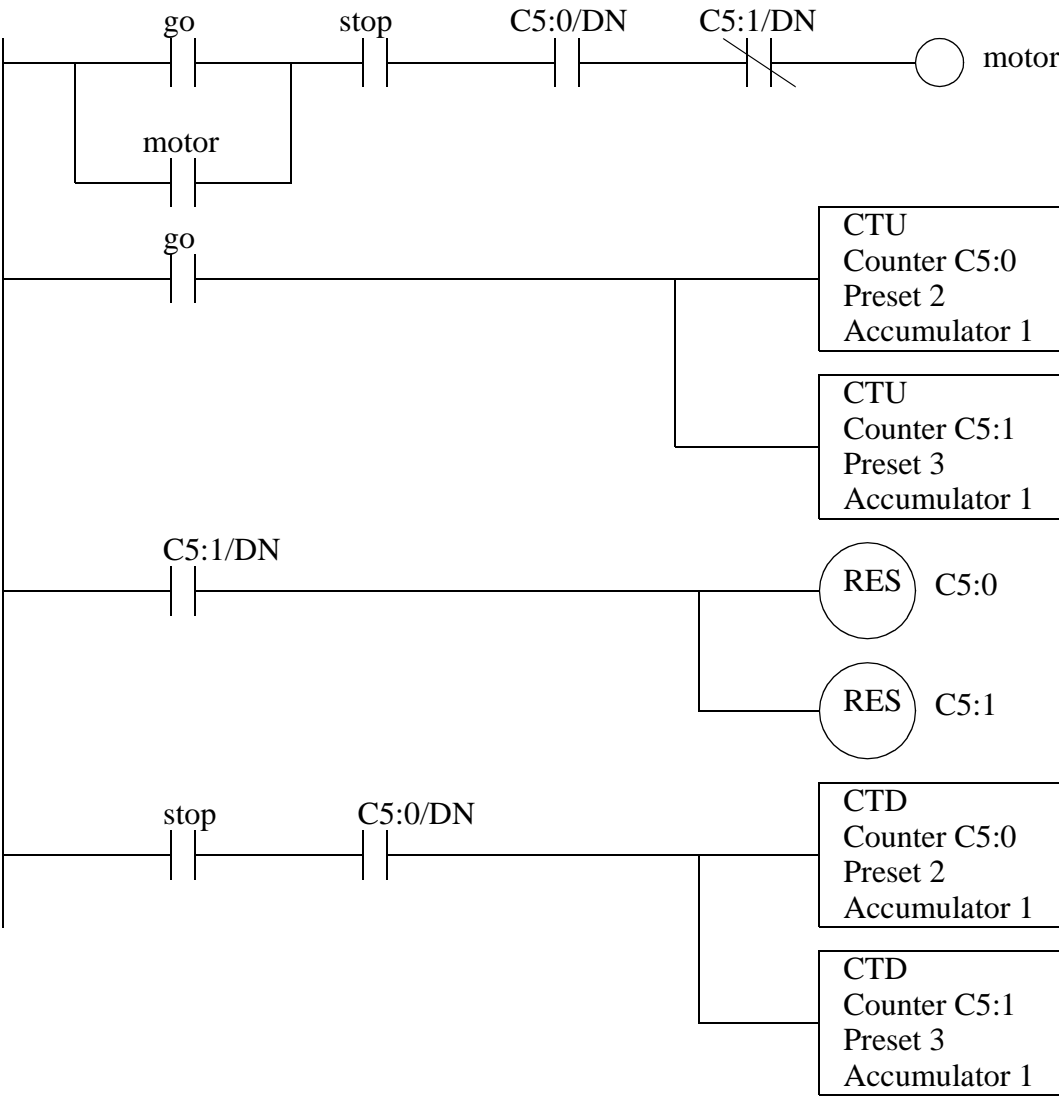 go stop C5:0/DN C5:1/DN
motor
motor
go
CTU
Counter C5:0
Preset 2
Accumulator 1
CTU
Counter C5:1
Preset 3
Accumulator 1
C5:1/DN
RES C5:0
RES C5:1
stop C5:0/DN
CTD
Counter C5:0
Preset 2
Accumulator 1
CTD
Counter C5:1
Preset 3
Accumulator 1